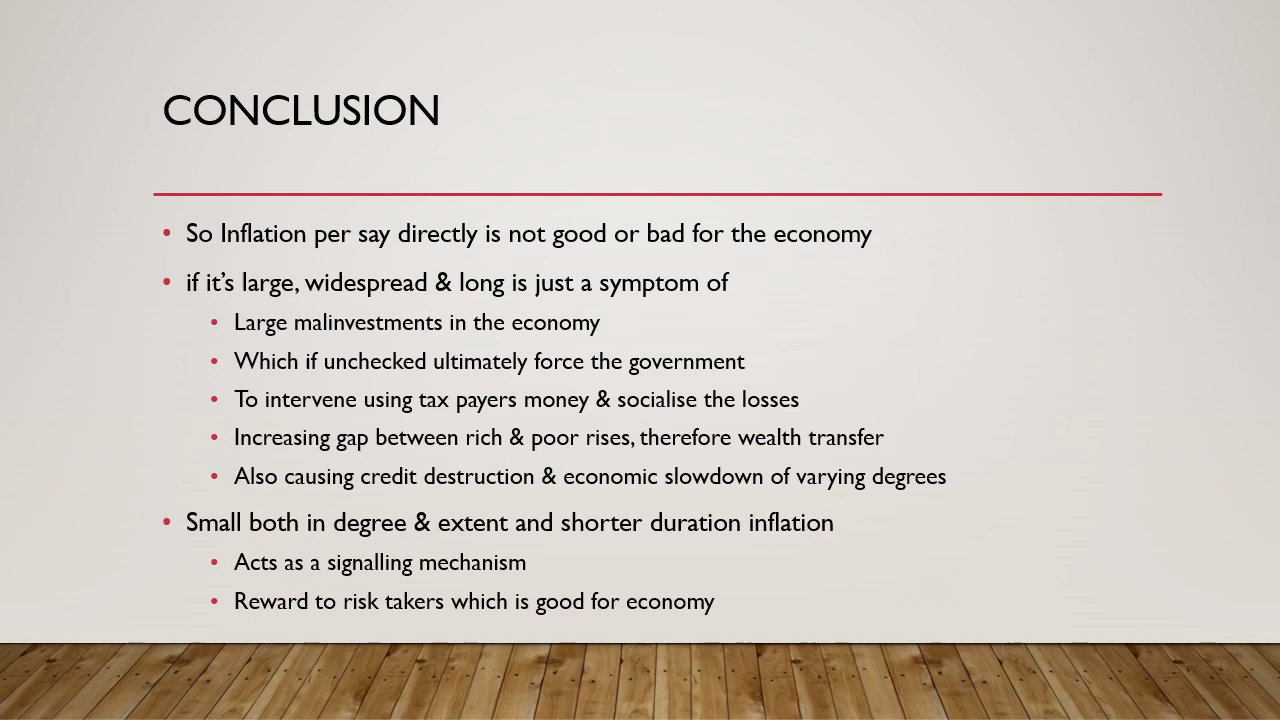 CONCLUSION
• So Inflation per say directly is not good or bad for the economy
• if it's large, widespread & long is just a symptom of
• Large malinvestments in the economy
• Which if unchecked ultimately force the government
• To intervene using tax payers money & socialise the losses
• Increasing gap between rich & poor rises, therefore wealth transfer
• Also causing credit destruction & economic slowdown of varying degrees
• Small both in degree & extent and shorter duration inflation
• Acts as a signalling mechanism
• Reward to risk takers which is good for economy